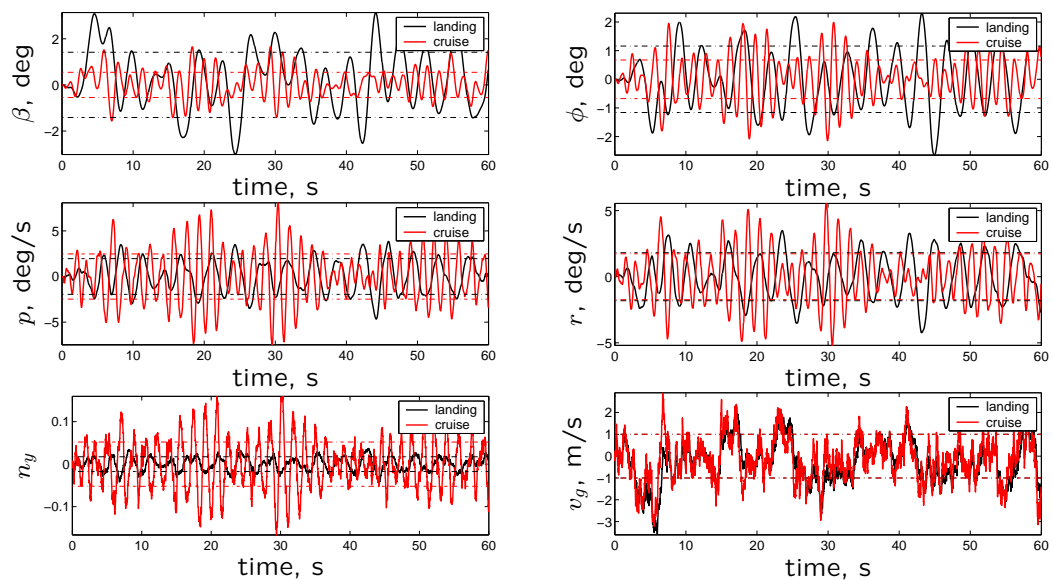 landing
cruise
β, deg
2
0
-2
0 10 20 30 40 50 60
time, s
landing
cruise
ϕ, deg
2
1
0
−1
−2
0 10 20 30 40 50 60
time, s
landing
cruise
p, deg/s
5
0
−5
0 10 20 30 40 50 60
time, s
landing
cruise
r, deg/s
5
0
−5
0 10 20 30 40 50 60
time, s
landing
cruise
n_y
0.1
0
−0.1
0 10 20 30 40 50 60
time, s
landing
cruise
v_g, m/s
2
1
0
−1
−2
−3
0 10 20 30 40 50 60
time, s